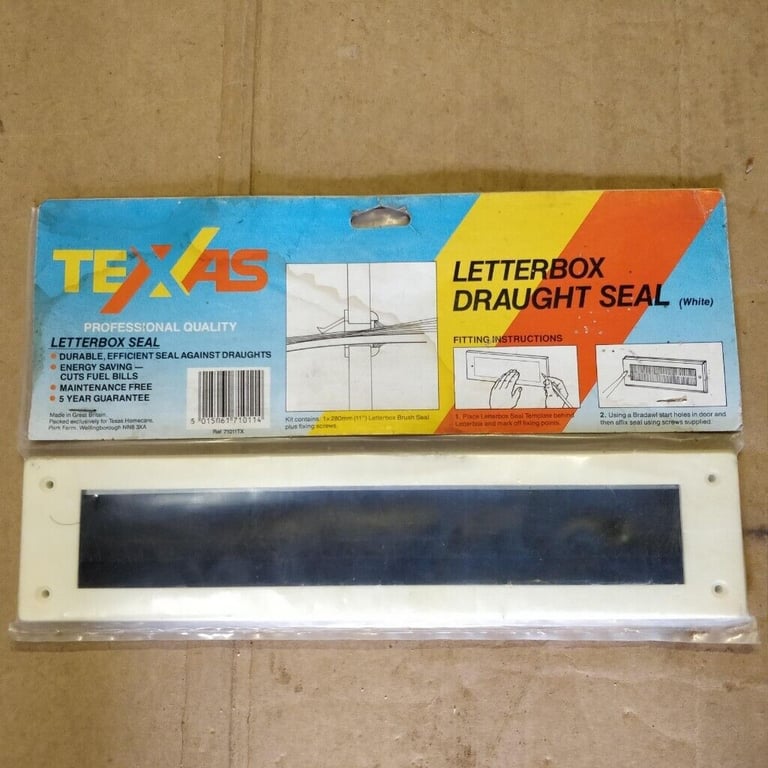 TEXAS
PROFESSIONAL QUALITY
LETTERBOX SEAL
• DURABLE, EFFICIENT SEAL AGAINST DRAUGHTS
• ENERGY SAVING —
CUTS FUEL BILLS
• MAINTENANCE FREE
• 5 YEAR GUARANTEE
Made in Great Britain.
Packed exclusively for Texas Homecare,
Park Farm, Wellingborough NN8 3XA
5 015161 710114
Ref 71011TX
Kit contains: 1 x 280mm (11") Letterbox Brush Seal
plus fixing screws.
LETTERBOX
DRAUGHT SEAL (White)
FITTING INSTRUCTIONS
1. Place Letterbox Seal Template behind
Letterbox and mark off fixing points.
2. Using a Bradawl start holes in door and
then affix seal using screws supplied.